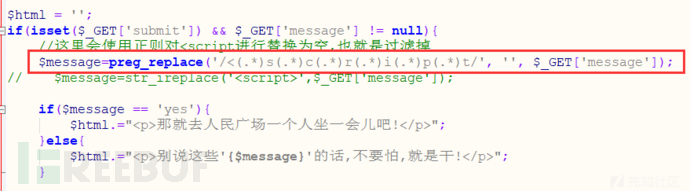 $html = '';
if(isset($_GET['submit']) && $_GET['message'] != null){
//这里会使用正则对<script进行替换为空,也就是过滤掉
$message=preg_replace('/<(.*)s(.*)c(.*)r(.*)i(.*)p(.*)t/', '', $_GET['message']);
// $message=str_ireplace('<script>',$_GET['message']);
if($message == 'yes'){
$html.="<p>那就去人民广场一个人坐一会儿吧!</p>";
}else{
$html.="<p>别说这些'{$message}'的话,不要怕,就是干!</p>";
}
REEBUF